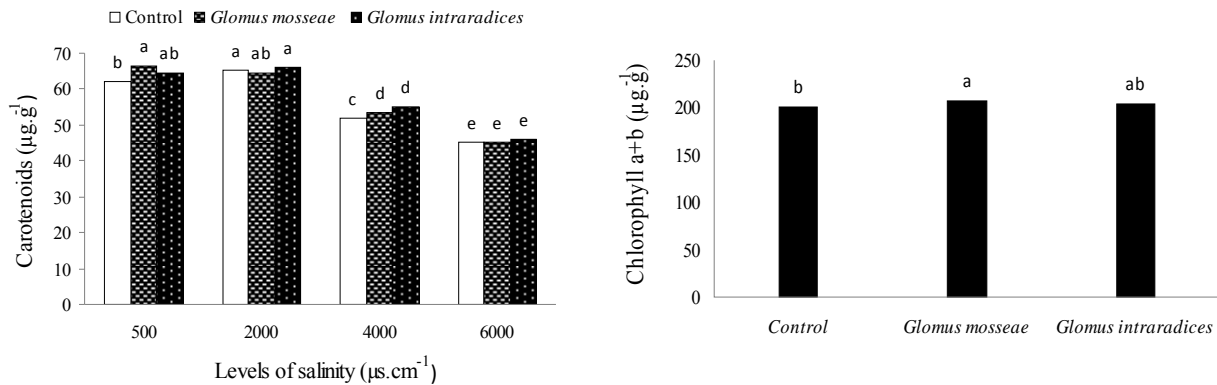 Control Glomus mosseae Glomus intraradices
Carotenoids (µg.g-1)
70
60
50
40
30
20
10
0
b a ab
a ab a
c d d
e e e
500 2000 4000 6000
Levels of salinity (µs.cm-1)
Chlorophyll a+b (µg.g-1)
250
200
150
100
50
0
b a ab
Control Glomus mosseae Glomus intraradices